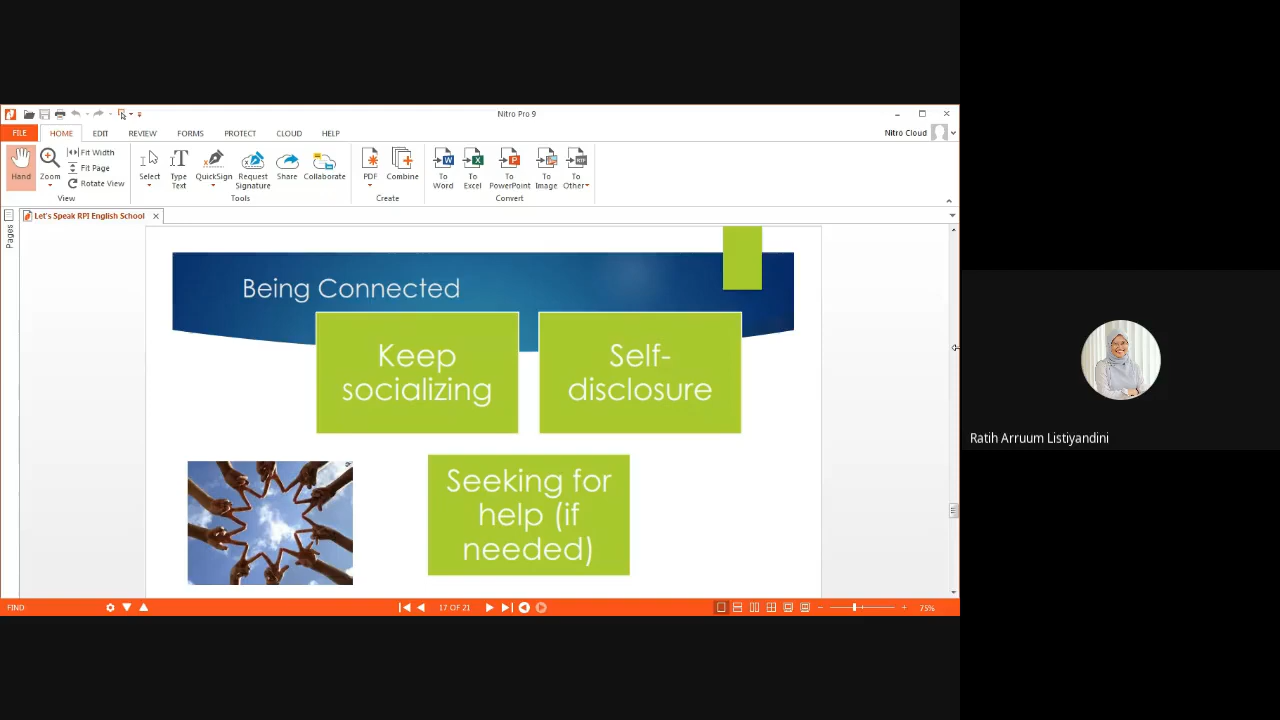 Nitro Pro 9
FILE HOME EDIT REVIEW FORMS PROTECT CLOUD HELP
Nitro Cloud
Hand
Zoom
Fit Width
Fit Page
Rotate View
View
Select
Type Text
QuickSign
Request Signature
Share
Collaborate
Tools
PDF
Combine
Create
To Word
To Excel
To PowerPoint
To Image
To Other
Convert
Let's Speak RPI English School
Pages
Being Connected
Keep
socializing
Self-
disclosure
Seeking for
help (if
needed)
Ratih Arruum Listiyandini
FIND
17 OF 21
75%